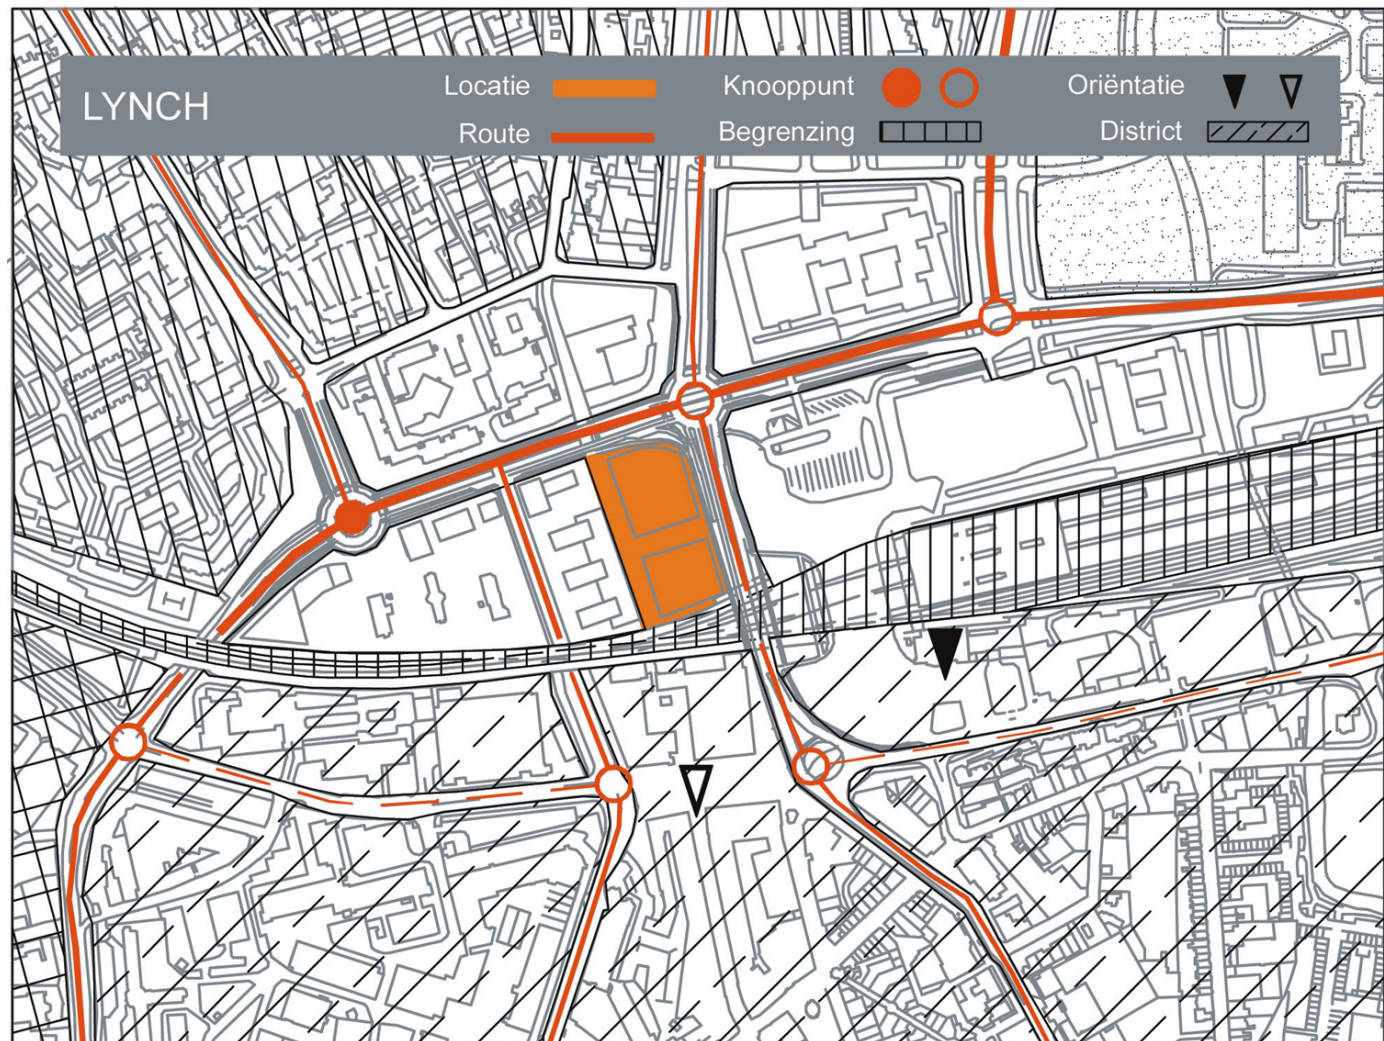 LYNCH
Locatie
Knooppunt
Oriëntatie
Route
Begrenzing
District